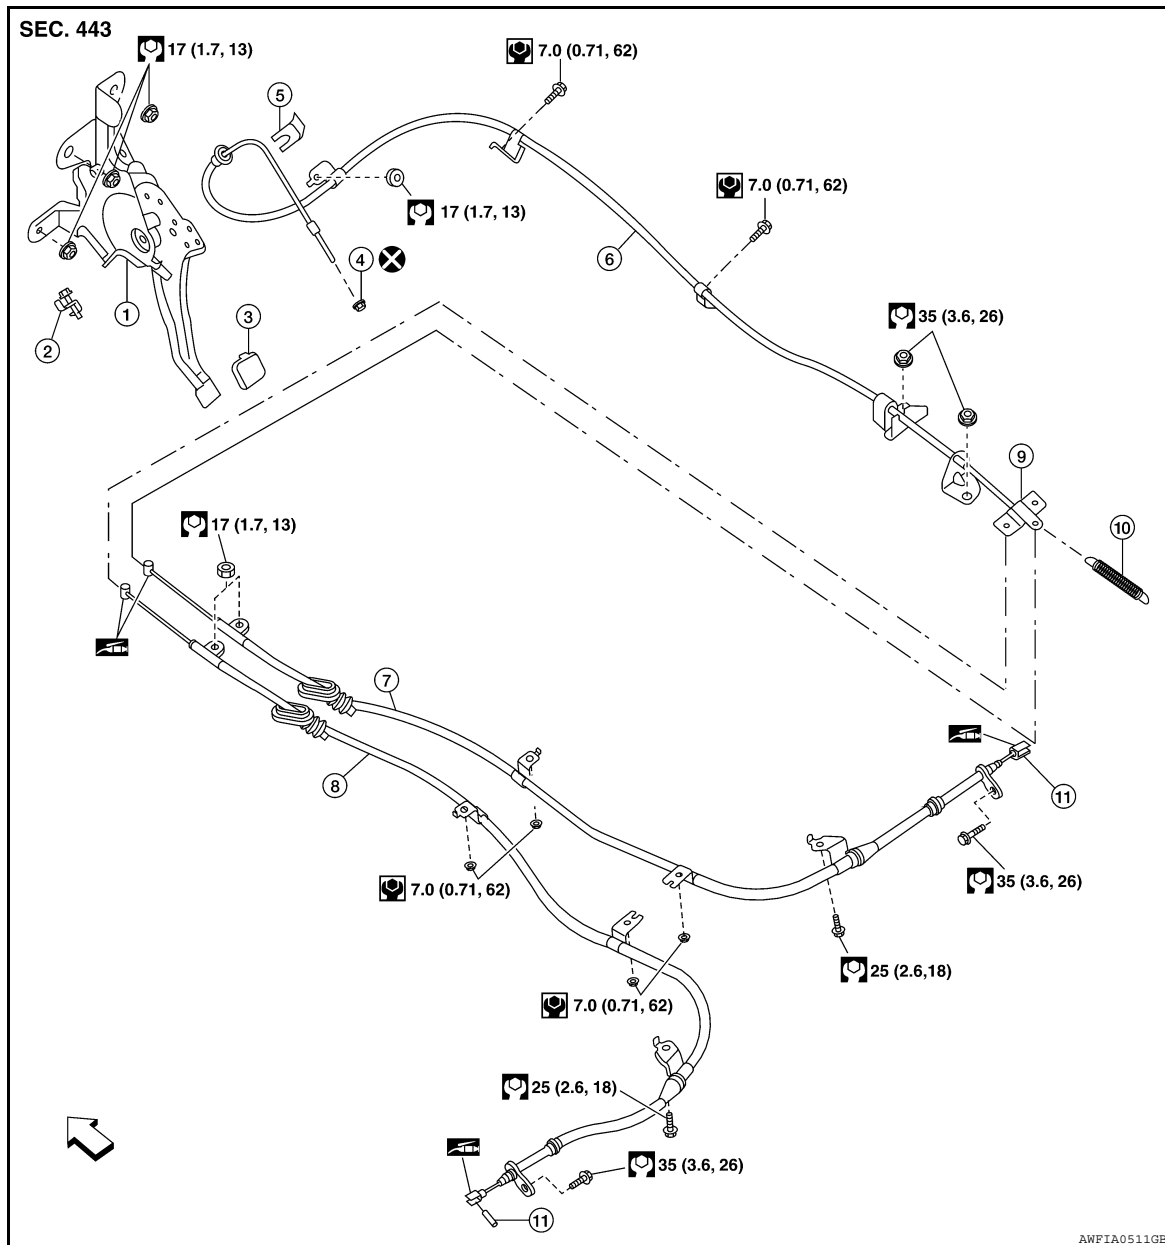 SEC. 443
17 (1.7, 13)
7.0 (0.71, 62)
5
7.0 (0.71, 62)
17 (1.7, 13)
6
4
1
3
2
35 (3.6, 26)
9
10
17 (1.7, 13)
7
8
11
35 (3.6, 26)
7.0 (0.71, 62)
25 (2.6,18)
7.0 (0.71, 62)
25 (2.6, 18)
35 (3.6, 26)
11
AWFIA0511GB